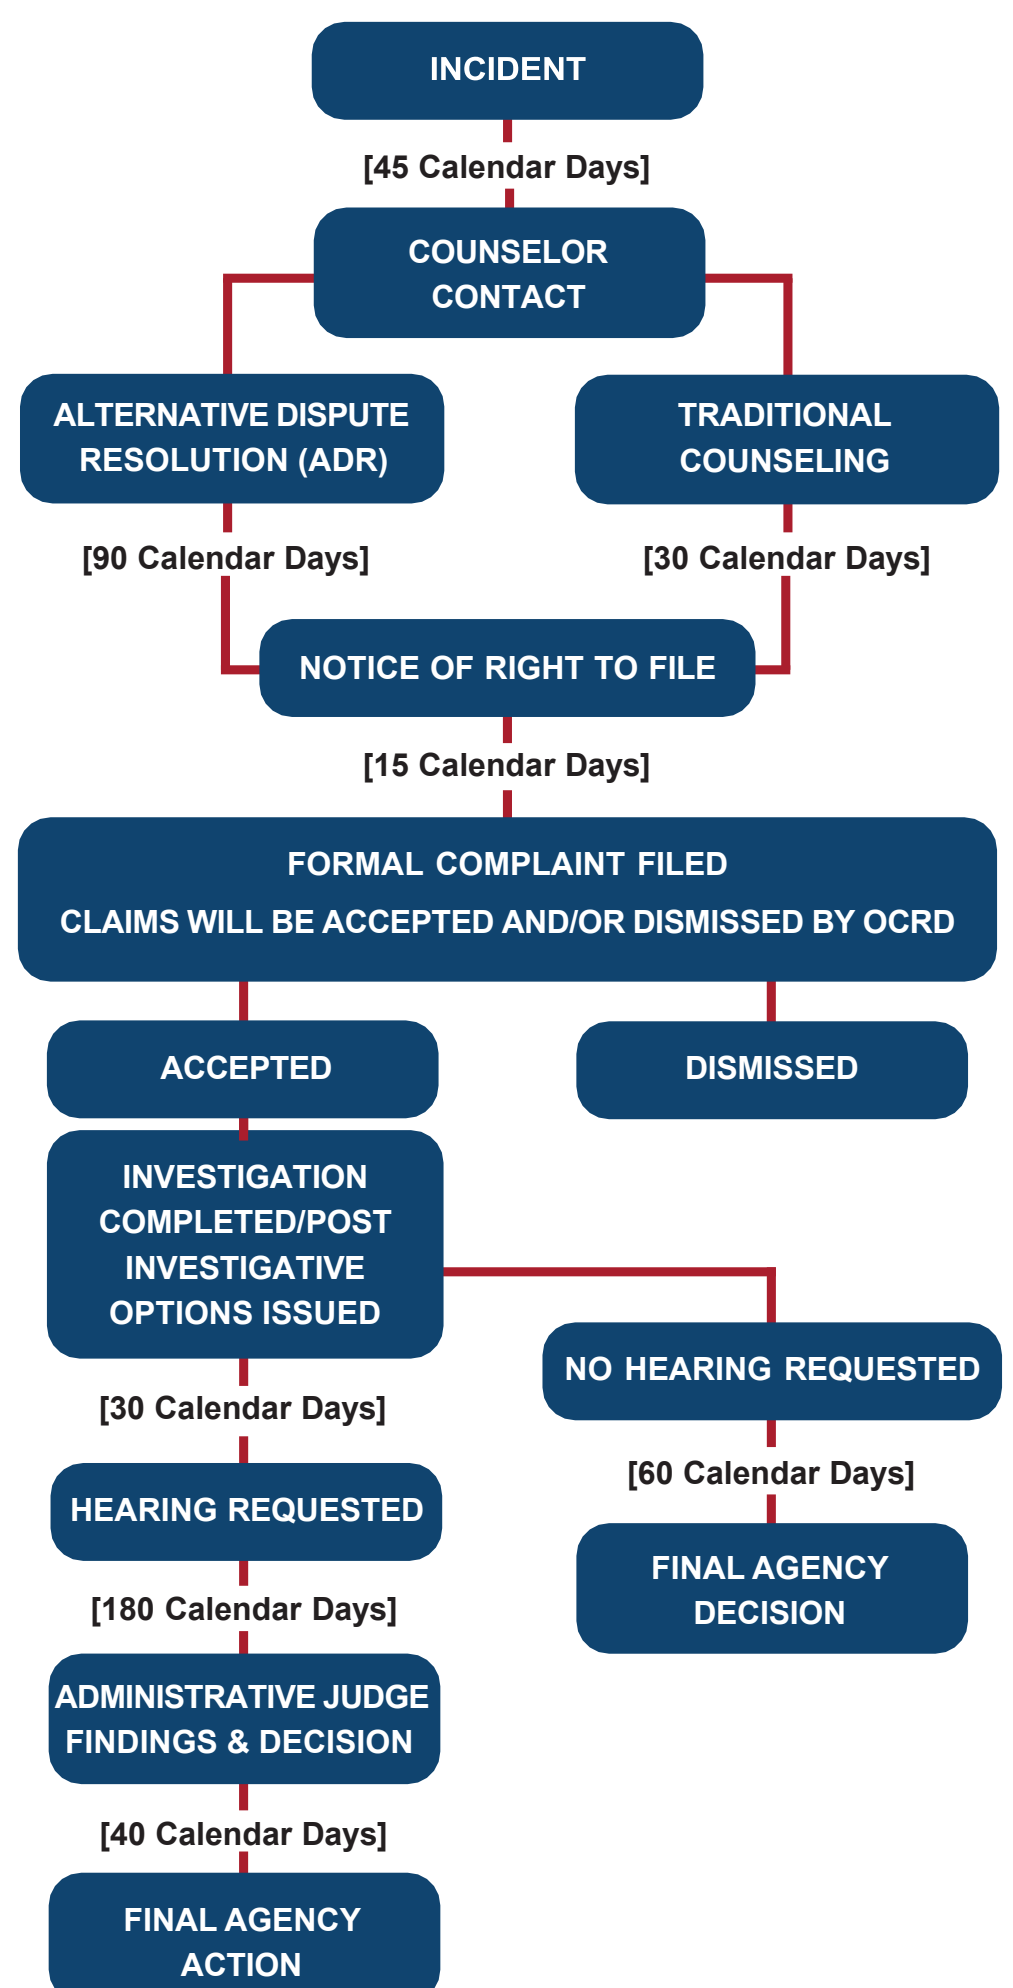 INCIDENT
[45 Calendar Days]
COUNSELOR
CONTACT
ALTERNATIVE DISPUTE
RESOLUTION (ADR)
TRADITIONAL
COUNSELING
[90 Calendar Days]
[30 Calendar Days]
NOTICE OF RIGHT TO FILE
[15 Calendar Days]
FORMAL COMPLAINT FILED
CLAIMS WILL BE ACCEPTED AND/OR DISMISSED BY OCRD
ACCEPTED
DISMISSED
INVESTIGATION
COMPLETED/POST
INVESTIGATIVE
OPTIONS ISSUED
NO HEARING REQUESTED
[30 Calendar Days]
[60 Calendar Days]
HEARING REQUESTED
FINAL AGENCY
DECISION
[180 Calendar Days]
ADMINISTRATIVE JUDGE
FINDINGS & DECISION
[40 Calendar Days]
FINAL AGENCY
ACTION